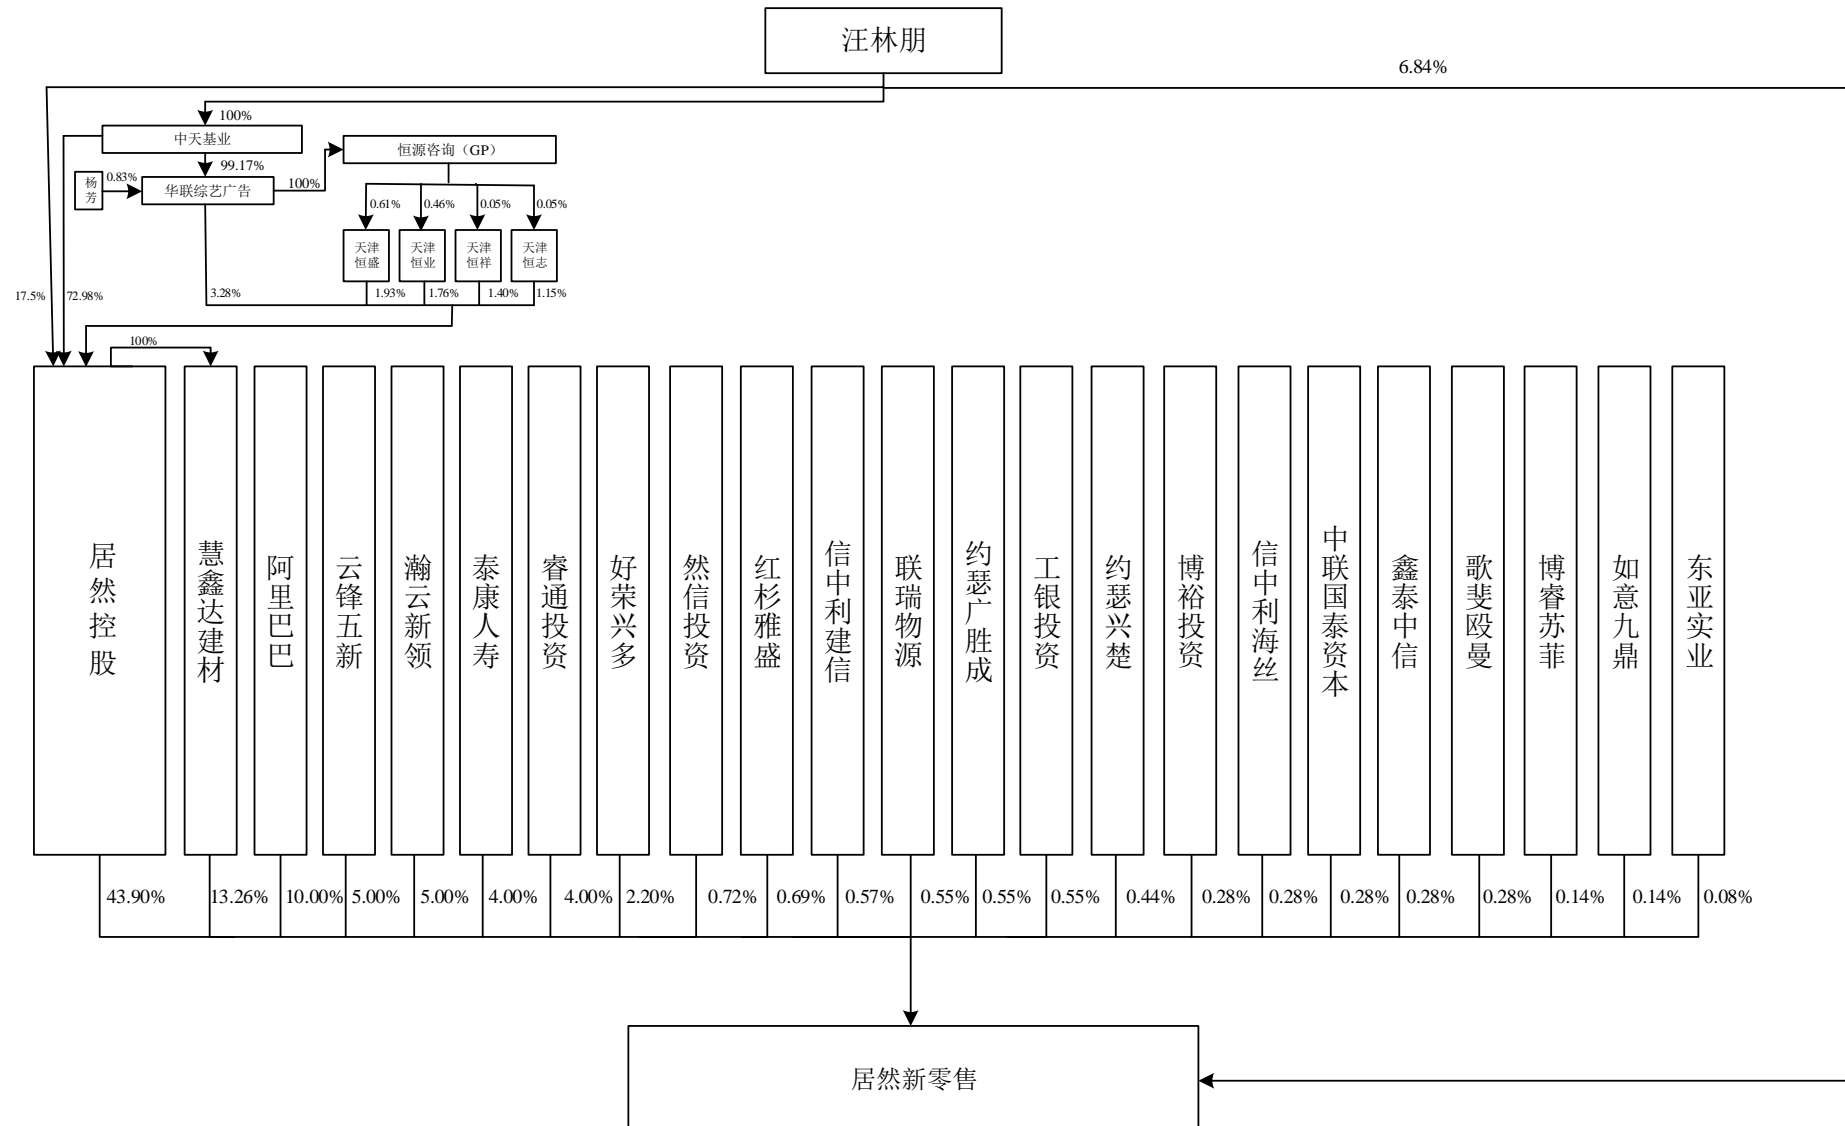 汪林朋
6.84%
100%
中天基业
恒源咨询（GP）
99.17%
杨芳
0.83%
华联综艺广告
100%
0.61%
0.46%
0.05%
0.05%
天津恒盛
天津恒业
天津恒祥
天津恒志
17.5%
72.98%
3.28%
1.93%
1.76%
1.40%
1.15%
100%
居然控股
慧鑫达建材
阿里巴巴
云锋五新
瀚云新领
泰康人寿
睿通投资
好荣兴多
然信投资
红杉雅盛
信中利建信
联瑞物源
约瑟广胜成
工银投资
约瑟兴楚
博裕投资
信中利海丝
中联国泰资本
鑫泰中信
歌斐殴曼
博睿苏菲
如意九鼎
东亚实业
43.90%
13.26%
10.00%
5.00%
5.00%
4.00%
4.00%
2.20%
0.72%
0.69%
0.57%
0.55%
0.55%
0.55%
0.44%
0.28%
0.28%
0.28%
0.28%
0.28%
0.14%
0.14%
0.08%
居然新零售